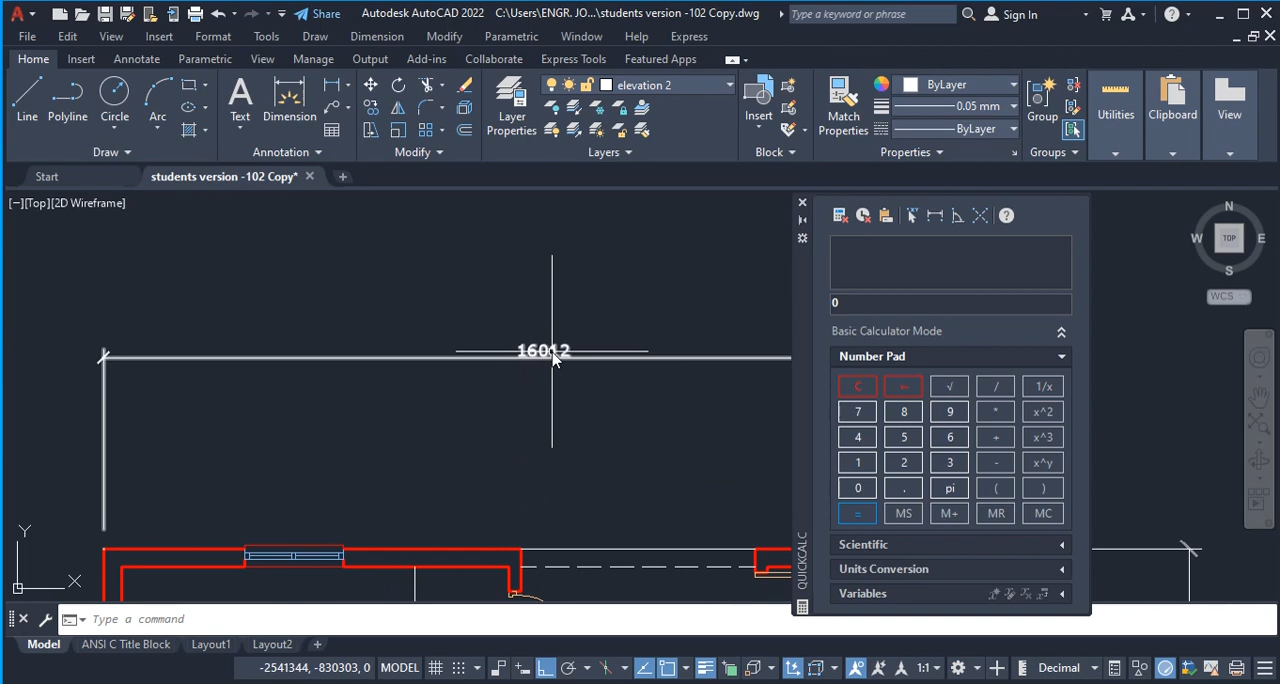 Share Autodesk AutoCAD 2022 C:\Users\ENGR. JO...\students version -102 Copy.dwg Type a keyword or phrase Sign In
File Edit View Insert Format Tools Draw Dimension Modify Parametric Window Help Express
Home Insert Annotate Parametric View Manage Output Add-ins Collaborate Express Tools Featured Apps
elevation 2
ByLayer
0.05 mm
ByLayer
Line Polyline Circle Arc Text Dimension Layer Properties Insert Match Properties Group Utilities Clipboard View
Draw Annotation Modify Layers Block Properties Groups
Start students version -102 Copy*
[−][Top][2D Wireframe]
N
W TOP E
S
WCS
16012
0
Basic Calculator Mode
Number Pad
C ← √ / 1/x
7 8 9 * x^2
4 5 6 + x^3
1 2 3 - x^y
0 . pi ( )
= MS M+ MR MC
Scientific
Units Conversion
Variables
QUICKCALC
Y
X
Type a command
Model ANSI C Title Block Layout1 Layout2
-2541344, -830303, 0 MODEL 1:1 Decimal